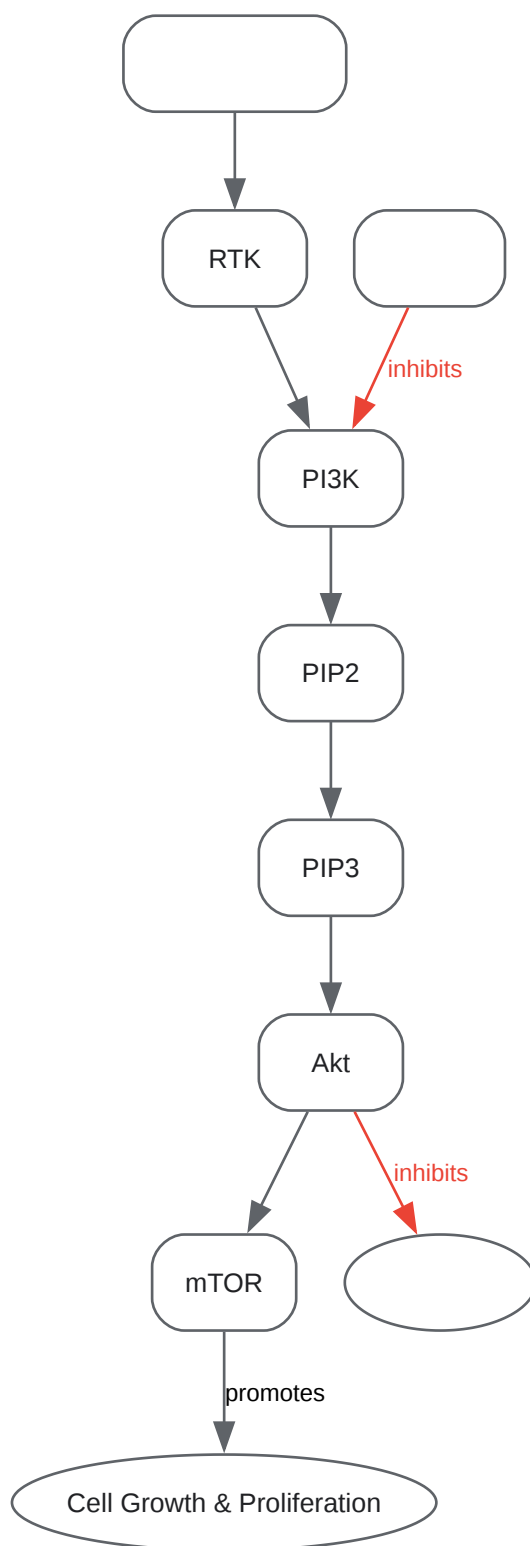 RTK
inhibits
PI3K
PIP2
PIP3
Akt
inhibits
mTOR
promotes
Cell Growth & Proliferation